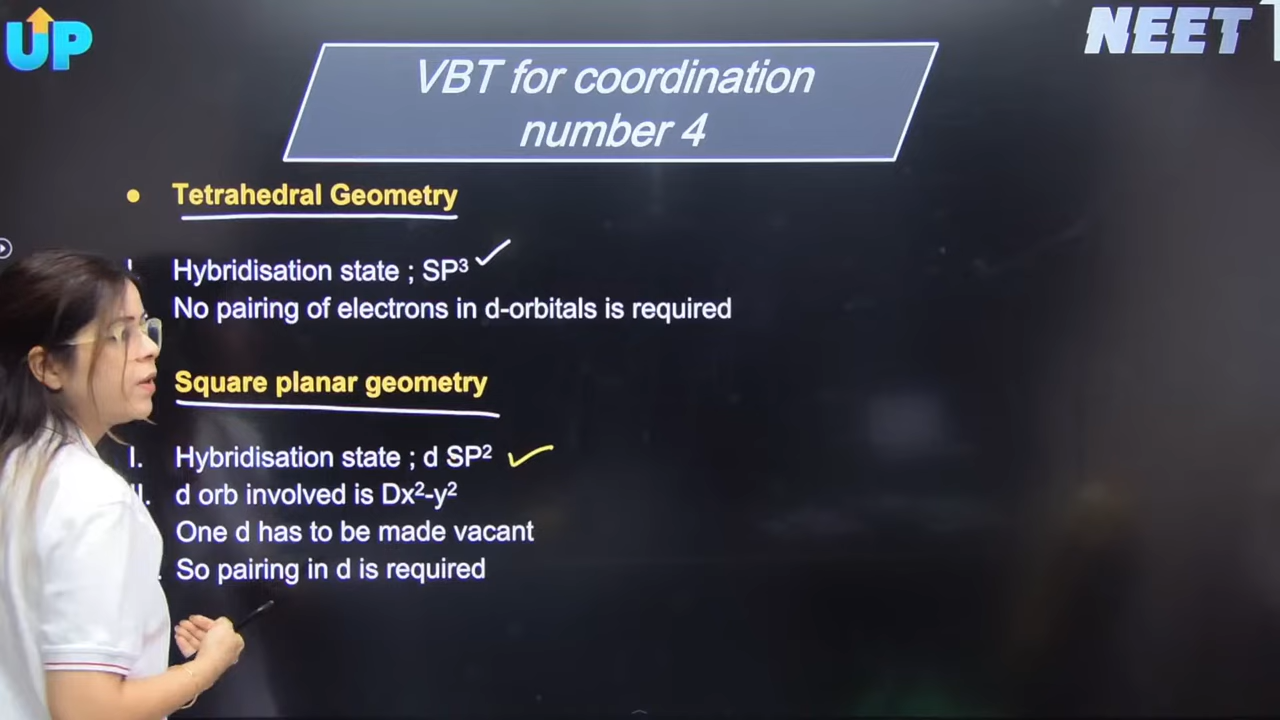 UP
NEET
VBT for coordination
number 4
• Tetrahedral Geometry
Hybridisation state ; SP³
No pairing of electrons in d-orbitals is required
Square planar geometry
I. Hybridisation state ; d SP²
d orb involved is Dx²-y²
One d has to be made vacant
So pairing in d is required